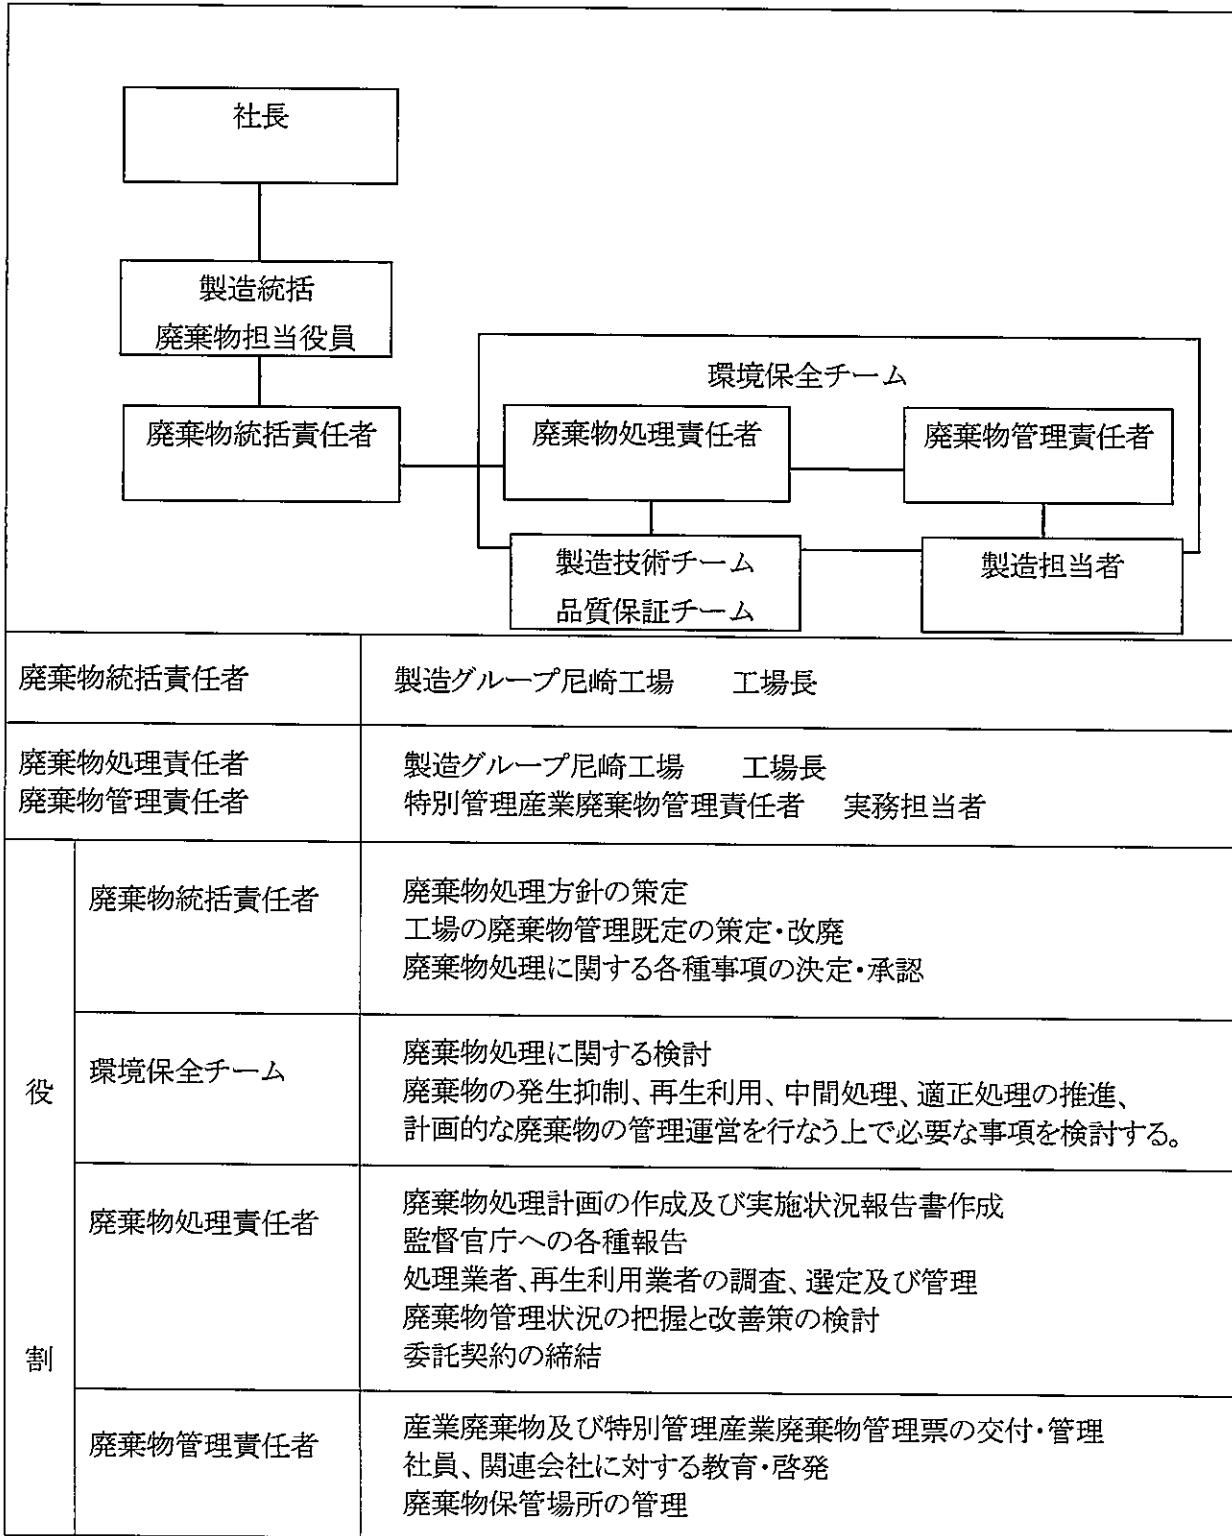 社長
製造統括
廃棄物担当役員
環境保全チーム
廃棄物統括責任者
廃棄物処理責任者
廃棄物管理責任者
製造技術チーム
品質保証チーム
製造担当者
廃棄物統括責任者 製造グループ尼崎工場 工場長
廃棄物処理責任者 製造グループ尼崎工場 工場長
廃棄物管理責任者 特別管理産業廃棄物管理責任者 実務担当者
役割
廃棄物統括責任者
廃棄物処理方針の策定
工場の廃棄物管理既定の策定・改廃
廃棄物処理に関する各種事項の決定・承認
環境保全チーム
廃棄物処理に関する検討
廃棄物の発生抑制、再生利用、中間処理、適正処理の推進、
計画的な廃棄物の管理運営を行なう上で必要な事項を検討する。
廃棄物処理責任者
廃棄物処理計画の作成及び実施状況報告書作成
監督官庁への各種報告
処理業者、再生利用業者の調査、選定及び管理
廃棄物管理状況の把握と改善策の検討
委託契約の締結
廃棄物管理責任者
産業廃棄物及び特別管理産業廃棄物管理票の交付・管理
社員、関連会社に対する教育・啓発
廃棄物保管場所の管理